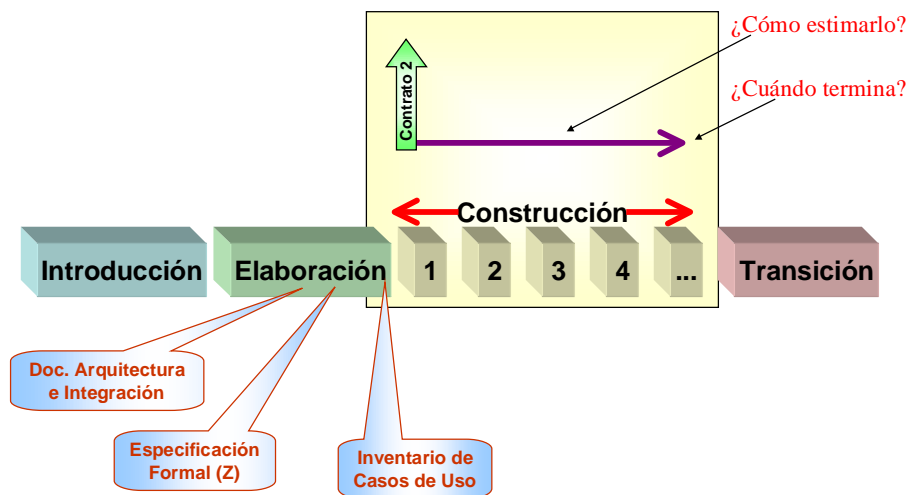 ¿Cómo estimarlo?
¿Cuándo termina?
Contrato 2
Construcción
Introducción
Elaboración
1
2
3
4
...
Transición
Doc. Arquitectura
e Integración
Especificación
Formal (Z)
Inventario de
Casos de Uso